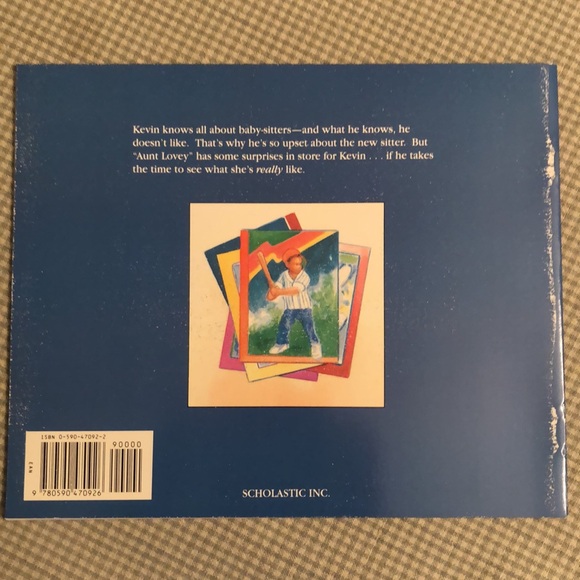 Kevin knows all about baby-sitters—and what he knows, he
doesn't like. That's why he's so upset about the new sitter. But
"Aunt Lovey" has some surprises in store for Kevin . . . if he takes
the time to see what she's really like.
ISBN 0-590-47092-2
90000
EAN
9 780590 470926
SCHOLASTIC INC.